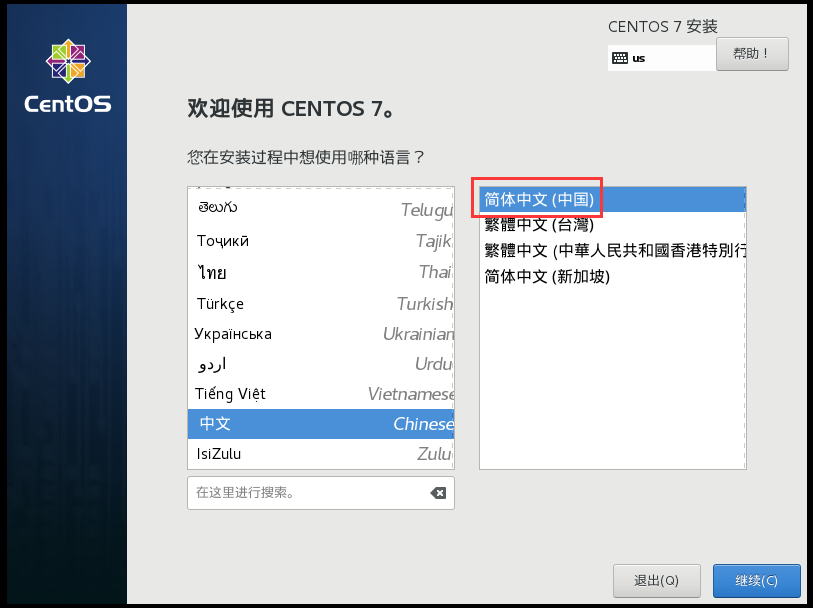 CentOS
CENTOS 7 安装
us
帮助！
欢迎使用 CENTOS 7。
您在安装过程中想使用哪种语言？
తెలుగు Telugu
Тоҷикӣ Tajik
ไทย Thai
Türkçe Turkish
Українська Ukrainian
اردو Urdu
Tiếng Việt Vietnamese
中文 Chinese
IsiZulu Zulu
在这里进行搜索。
简体中文 (中国)
繁體中文 (台灣)
繁體中文 (中華人民共和國香港特別行
简体中文 (新加坡)
退出(Q)
继续(C)